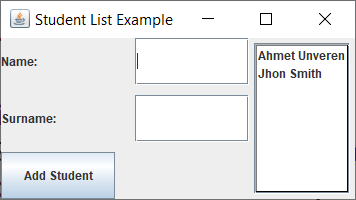 Student List Example
Name:
Surname:
Add Student
Ahmet Unveren
Jhon Smith